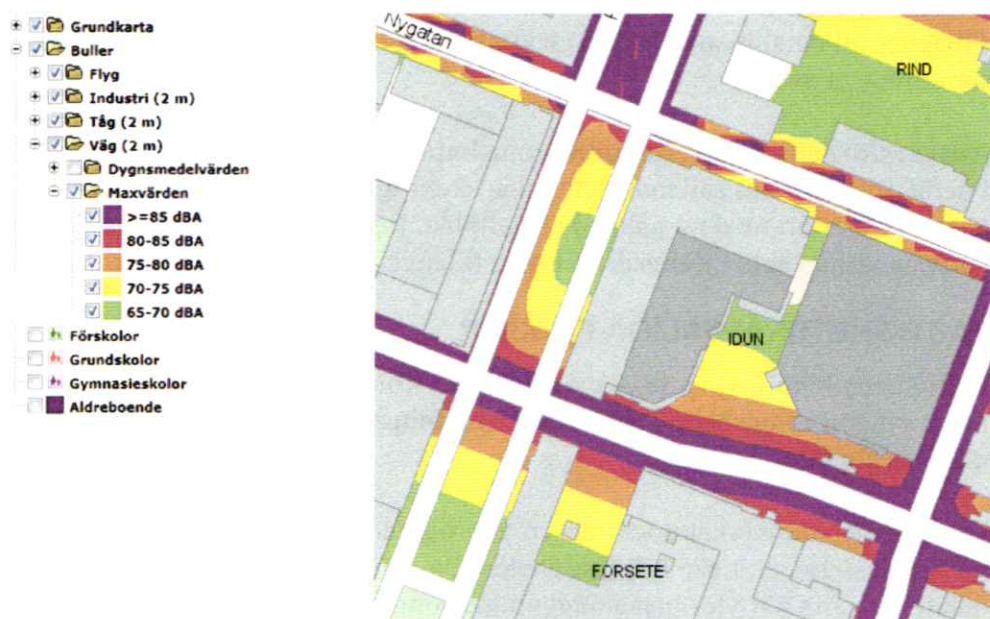 Grundkarta
Buller
Flyg
Industri (2 m)
Tåg (2 m)
Väg (2 m)
Dygnsmedelvärden
Maxvärden
>=85 dBA
80-85 dBA
75-80 dBA
70-75 dBA
65-70 dBA
Förskolor
Grundskolor
Gymnasieskolor
Äldreboende
Nygatan
RIND
IDUN
FORSETE